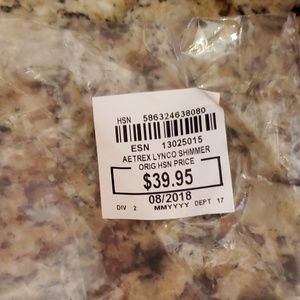 HSN 586324638080
ESN 13025015
AETREX LYNCO SHIMMER
ORIG HSN PRICE
$39.95
08/2018
DIV 2 MMYYYY DEPT 17